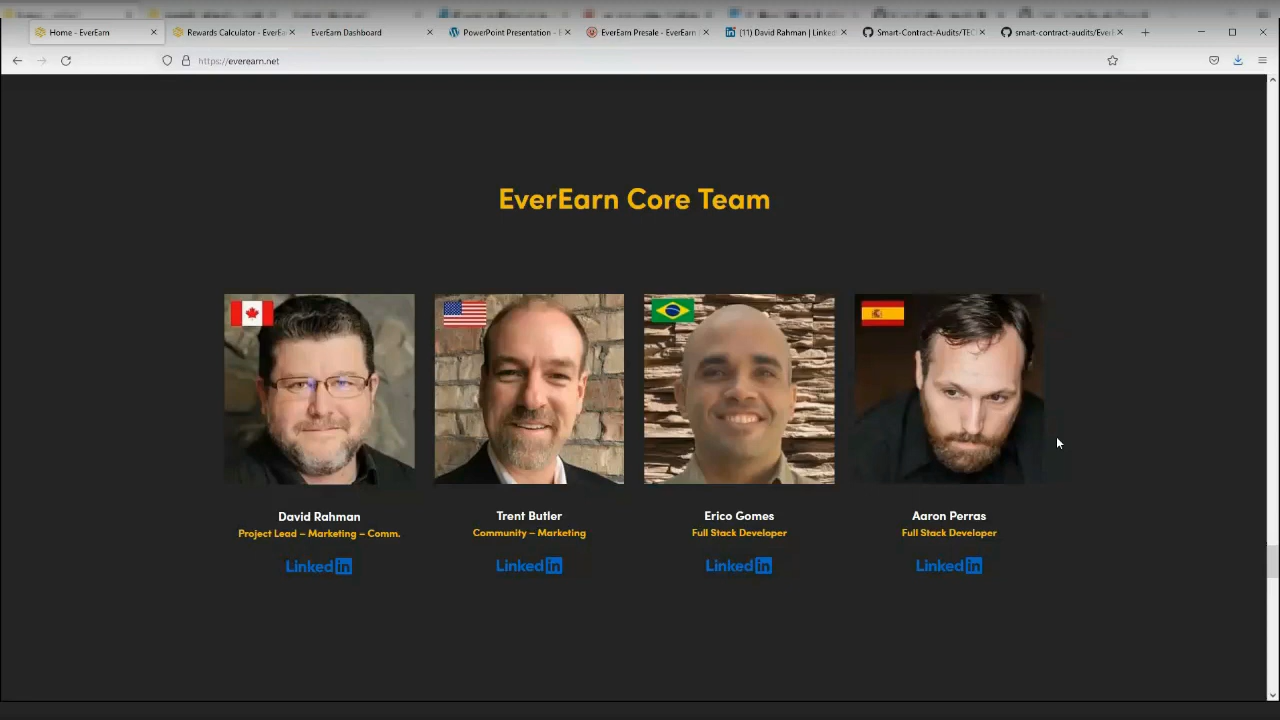 Home - EverEarn
Rewards Calculator - EverEa
EverEarn Dashboard
PowerPoint Presentation - E
EverEarn Presale - EverEarn
(11) David Rahman | Linked
Smart-Contract-Audits/TEC
smart-contract-audits/EverE
https://everearn.net
EverEarn Core Team
David Rahman
Trent Butler
Erico Gomes
Aaron Perras
Project Lead – Marketing – Comm.
Community – Marketing
Full Stack Developer
Full Stack Developer
Linked in
Linked in
Linked in
Linked in